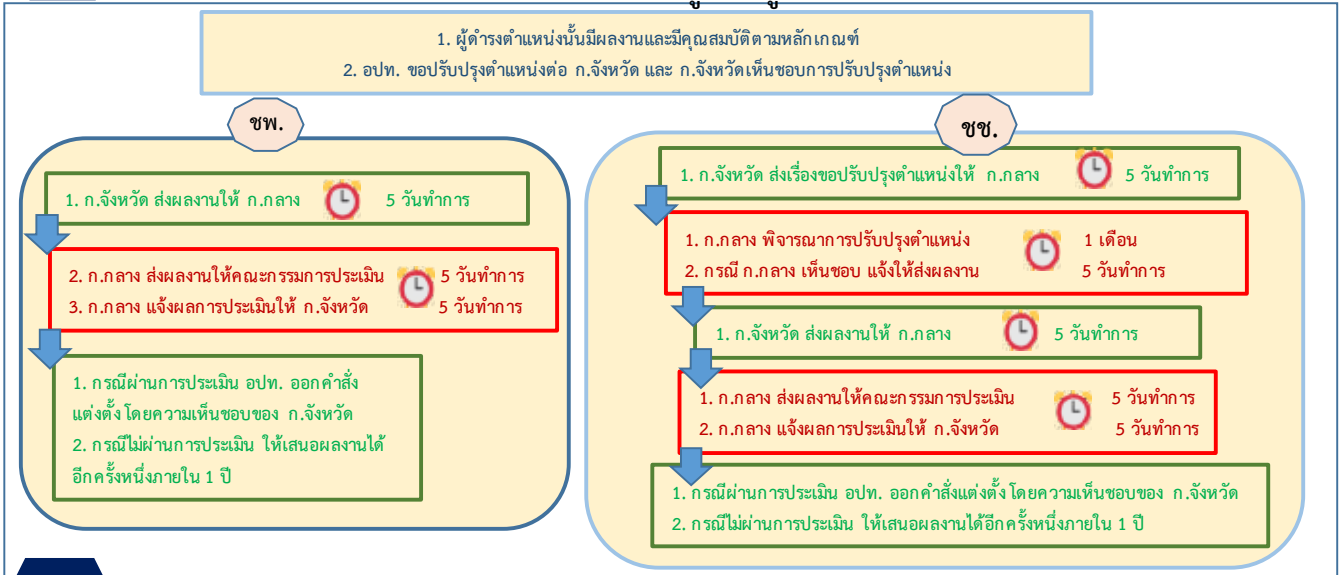 1. ผู้ดำรงตำแหน่งนั้นมีผลงานและมีคุณสมบัติตามหลักเกณฑ์
2. อปท. ขอปรับปรุงตำแหน่งต่อ ก.จังหวัด และ ก.จังหวัดเห็นชอบการปรับปรุงตำแหน่ง
ชพ.
1. ก.จังหวัด ส่งผลงานให้ ก.กลาง 5 วันทำการ
2. ก.กลาง ส่งผลงานให้คณะกรรมการประเมิน 5 วันทำการ
3. ก.กลาง แจ้งผลการประเมินให้ ก.จังหวัด 5 วันทำการ
1. กรณีผ่านการประเมิน อปท. ออกคำสั่ง
แต่งตั้ง โดยความเห็นชอบของ ก.จังหวัด
2. กรณีไม่ผ่านการประเมิน ให้เสนอผลงานได้
อีกครั้งหนึ่งภายใน 1 ปี
ชช.
1. ก.จังหวัด ส่งเรื่องขอปรับปรุงตำแหน่งให้ ก.กลาง 5 วันทำการ
1. ก.กลาง พิจารณาการปรับปรุงตำแหน่ง 1 เดือน
2. กรณี ก.กลาง เห็นชอบ แจ้งให้ส่งผลงาน 5 วันทำการ
1. ก.จังหวัด ส่งผลงานให้ ก.กลาง 5 วันทำการ
1. ก.กลาง ส่งผลงานให้คณะกรรมการประเมิน 5 วันทำการ
2. ก.กลาง แจ้งผลการประเมินให้ ก.จังหวัด 5 วันทำการ
1. กรณีผ่านการประเมิน อปท. ออกคำสั่งแต่งตั้ง โดยความเห็นชอบของ ก.จังหวัด
2. กรณีไม่ผ่านการประเมิน ให้เสนอผลงานได้อีกครั้งหนึ่งภายใน 1 ปี